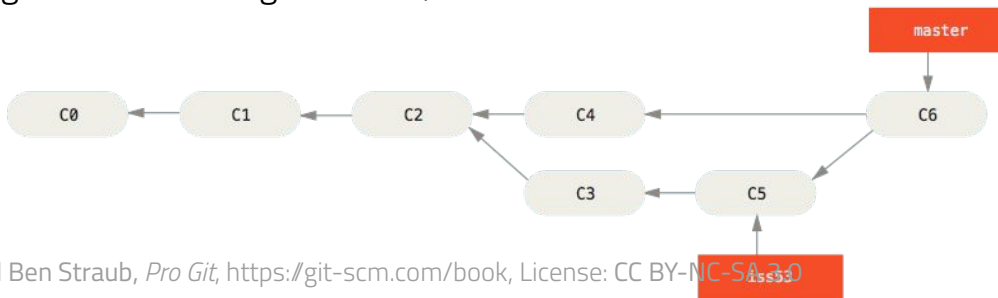 master
C0
C1
C2
C4
C6
C3
C5
Ben Straub, Pro Git, https://git-scm.com/book, License: CC BY-NC-SA 3.0
iss53